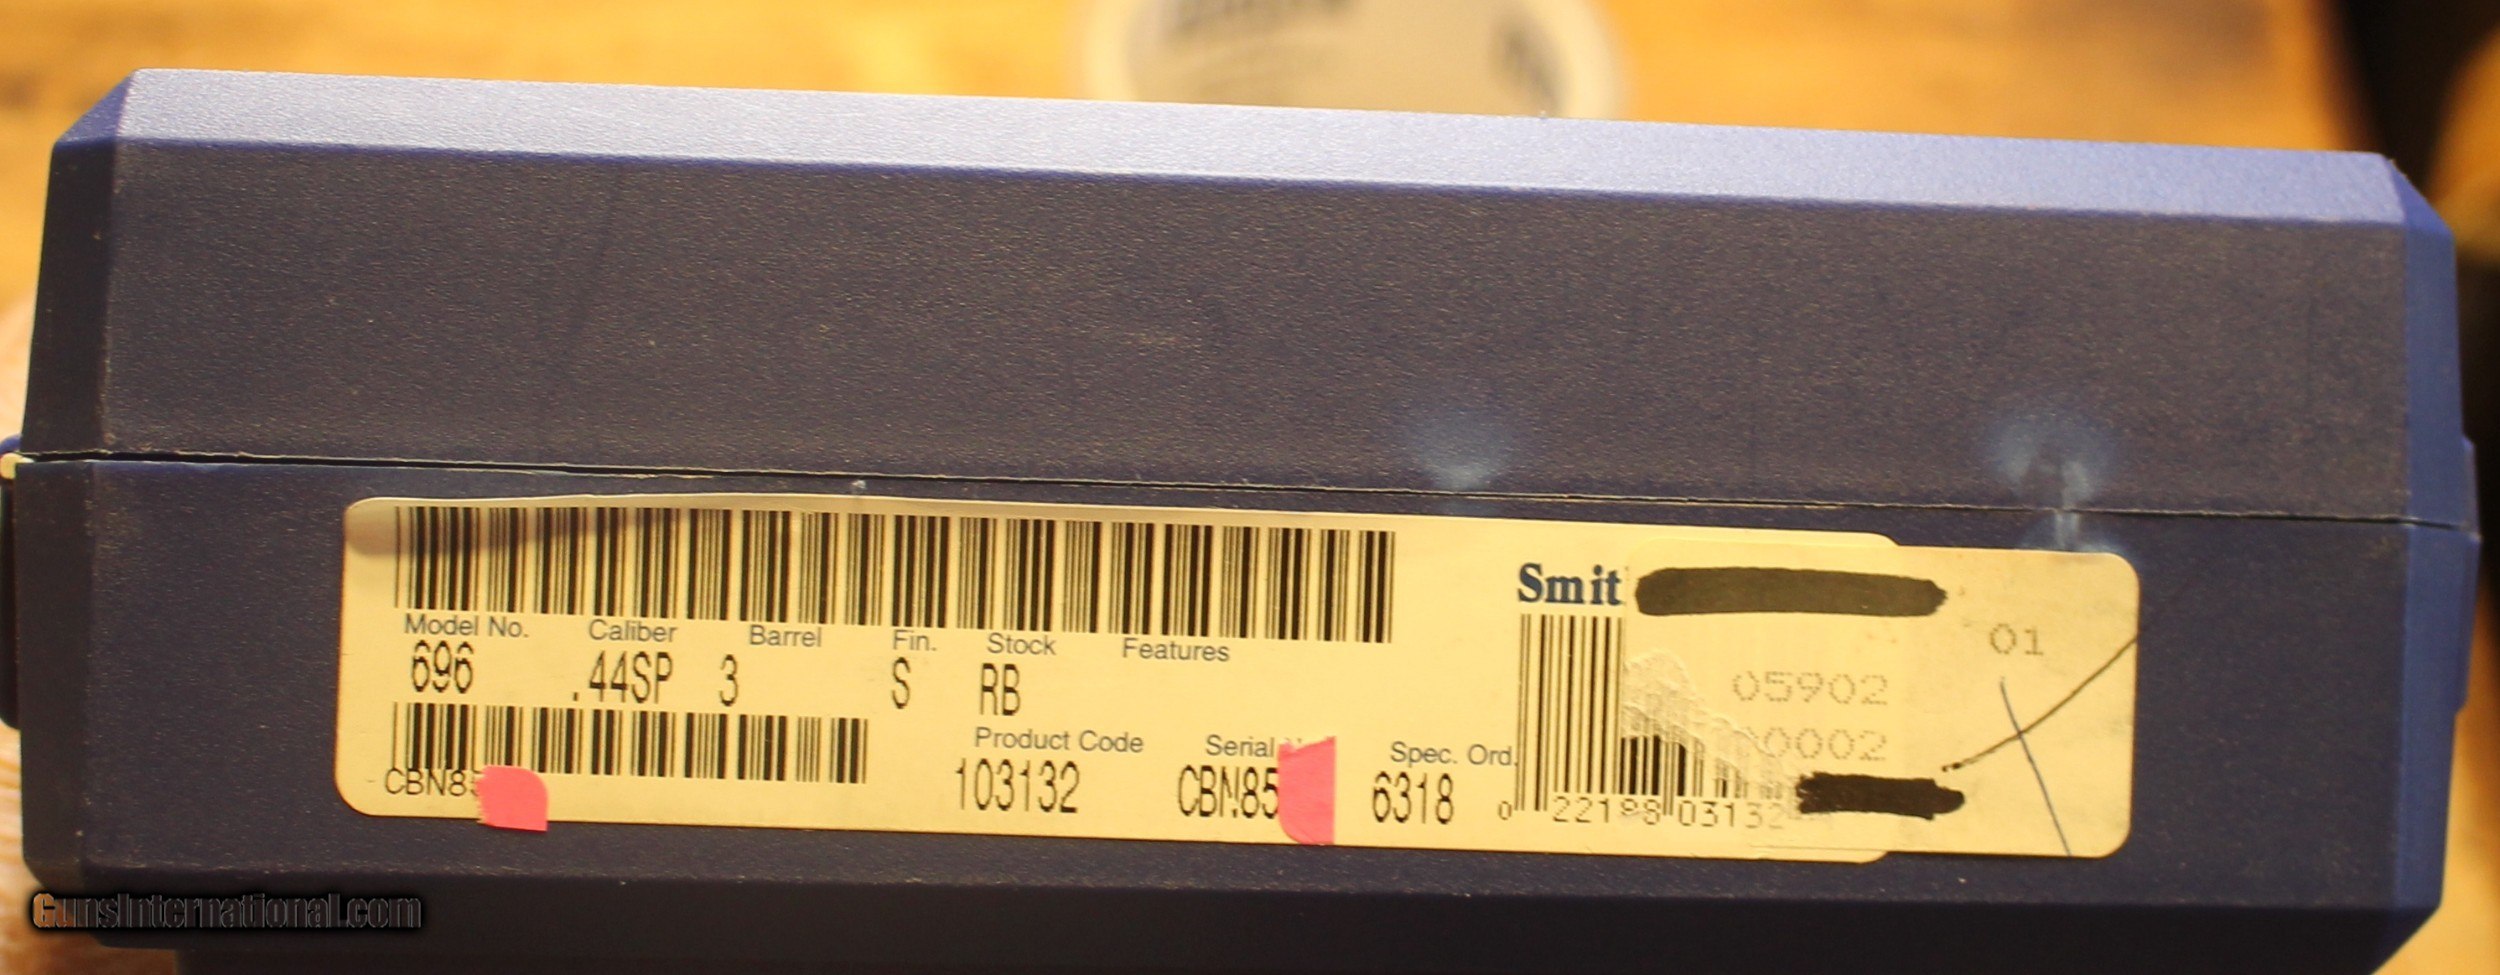 Smit
01
Model No. Caliber Barrel Fin. Stock Features
696 .44SP 3 S RB
05902
0002
Product Code Serial Spec. Ord.
CBN85 103132 CBN85 6318
0 22188 03132
GunsInternational.com